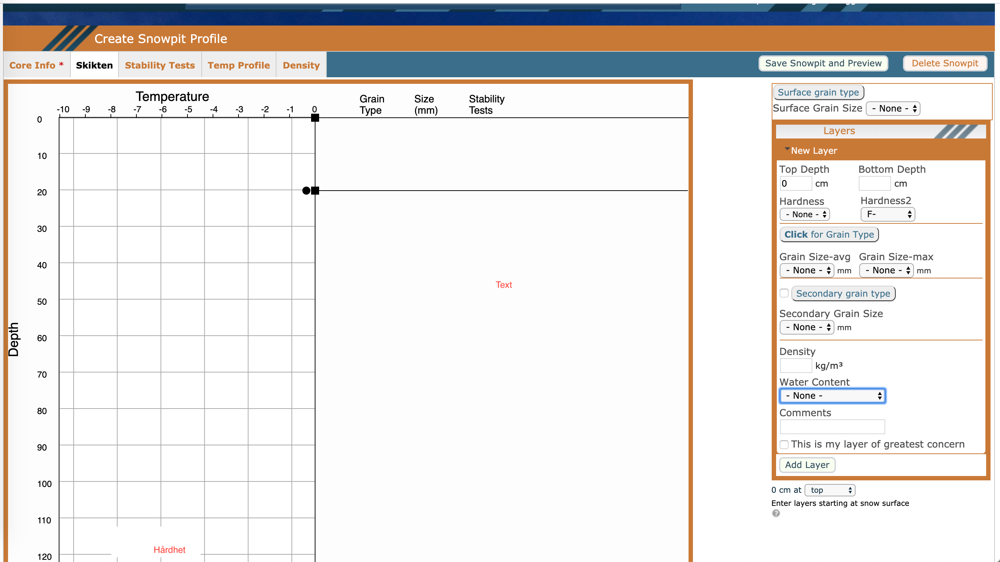 Create Snowpit Profile
Core Info *
Skikten
Stability Tests
Temp Profile
Density
Save Snowpit and Preview
Delete Snowpit
Temperature
-10 -9 -8 -7 -6 -5 -4 -3 -2 -1 0
Grain Type
Size (mm)
Stability Tests
0
10
20
30
40
50
60
70
80
90
100
110
120
Depth
Text
Hårdhet
Surface grain type
Surface Grain Size - None -
Layers
New Layer
Top Depth Bottom Depth
0 cm cm
Hardness Hardness2
- None - F-
Click for Grain Type
Grain Size-avg Grain Size-max
- None - mm - None - mm
Secondary grain type
Secondary Grain Size
- None - mm
Density
kg/m³
Water Content
- None -
Comments
This is my layer of greatest concern
Add Layer
0 cm at top
Enter layers starting at snow surface
?